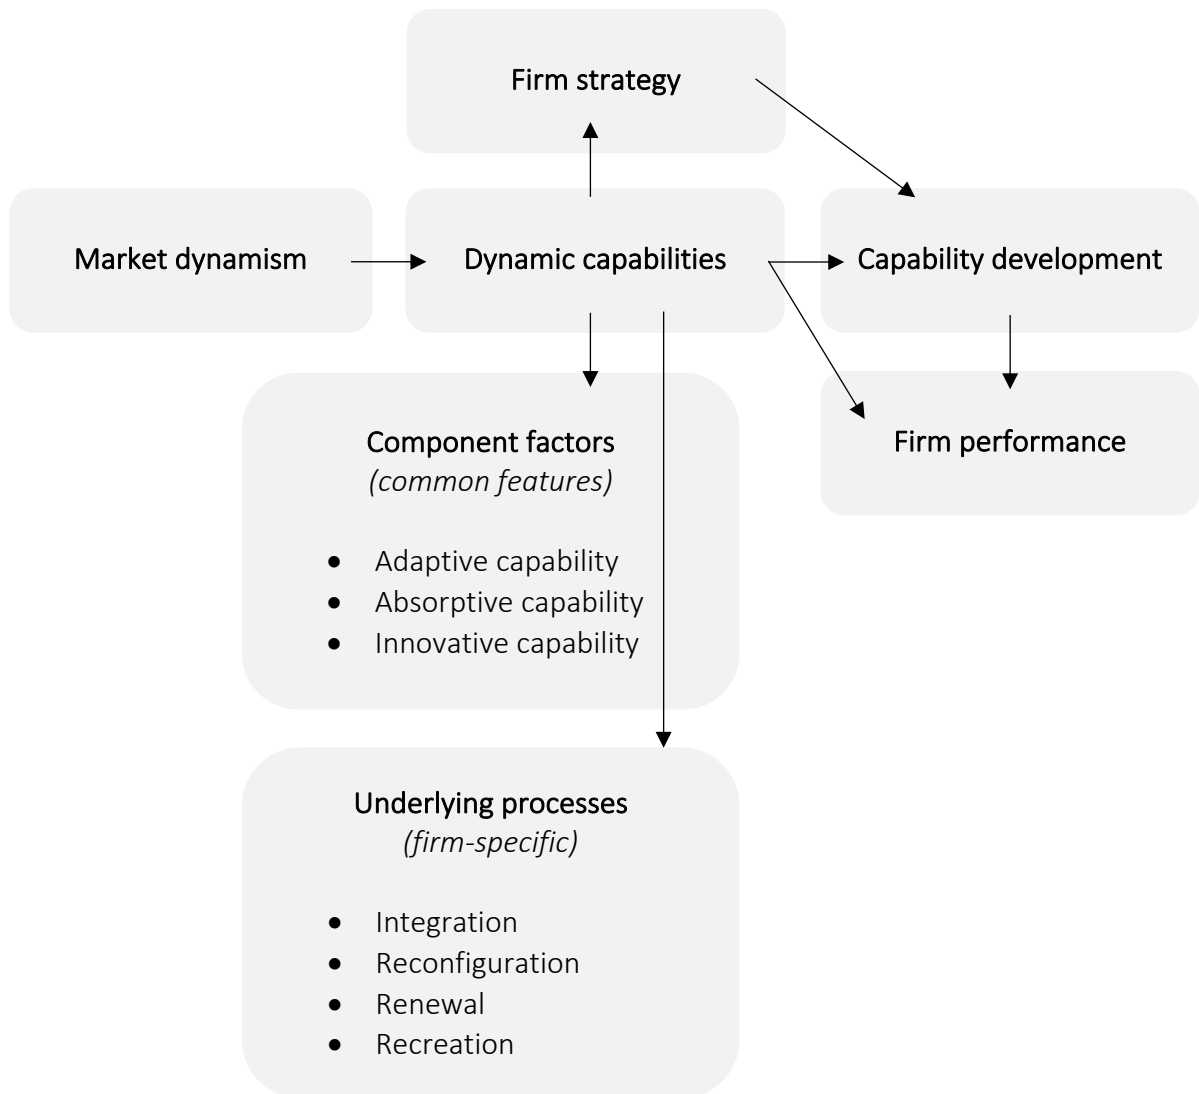 Firm strategy
Market dynamism
Dynamic capabilities
Capability development
Component factors
(common features)
• Adaptive capability
• Absorptive capability
• Innovative capability
Firm performance
Underlying processes
(firm-specific)
• Integration
• Reconfiguration
• Renewal
• Recreation